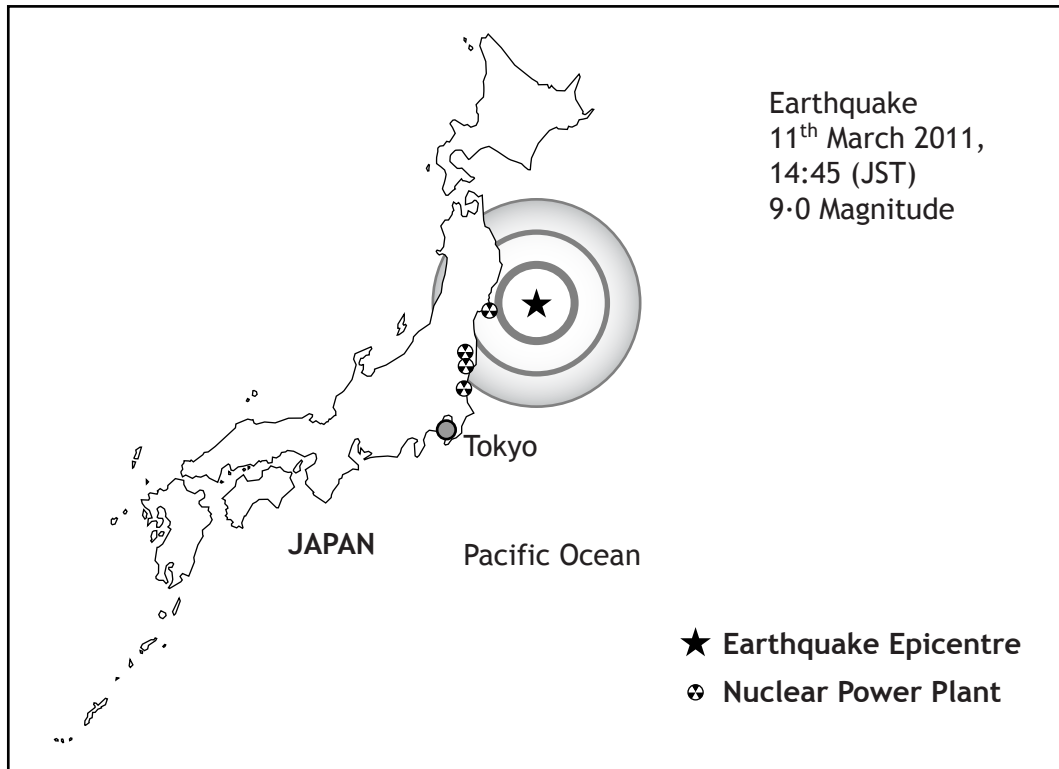 Earthquake
11th March 2011,
14:45 (JST)
9·0 Magnitude
Tokyo
JAPAN
Pacific Ocean
Earthquake Epicentre
Nuclear Power Plant